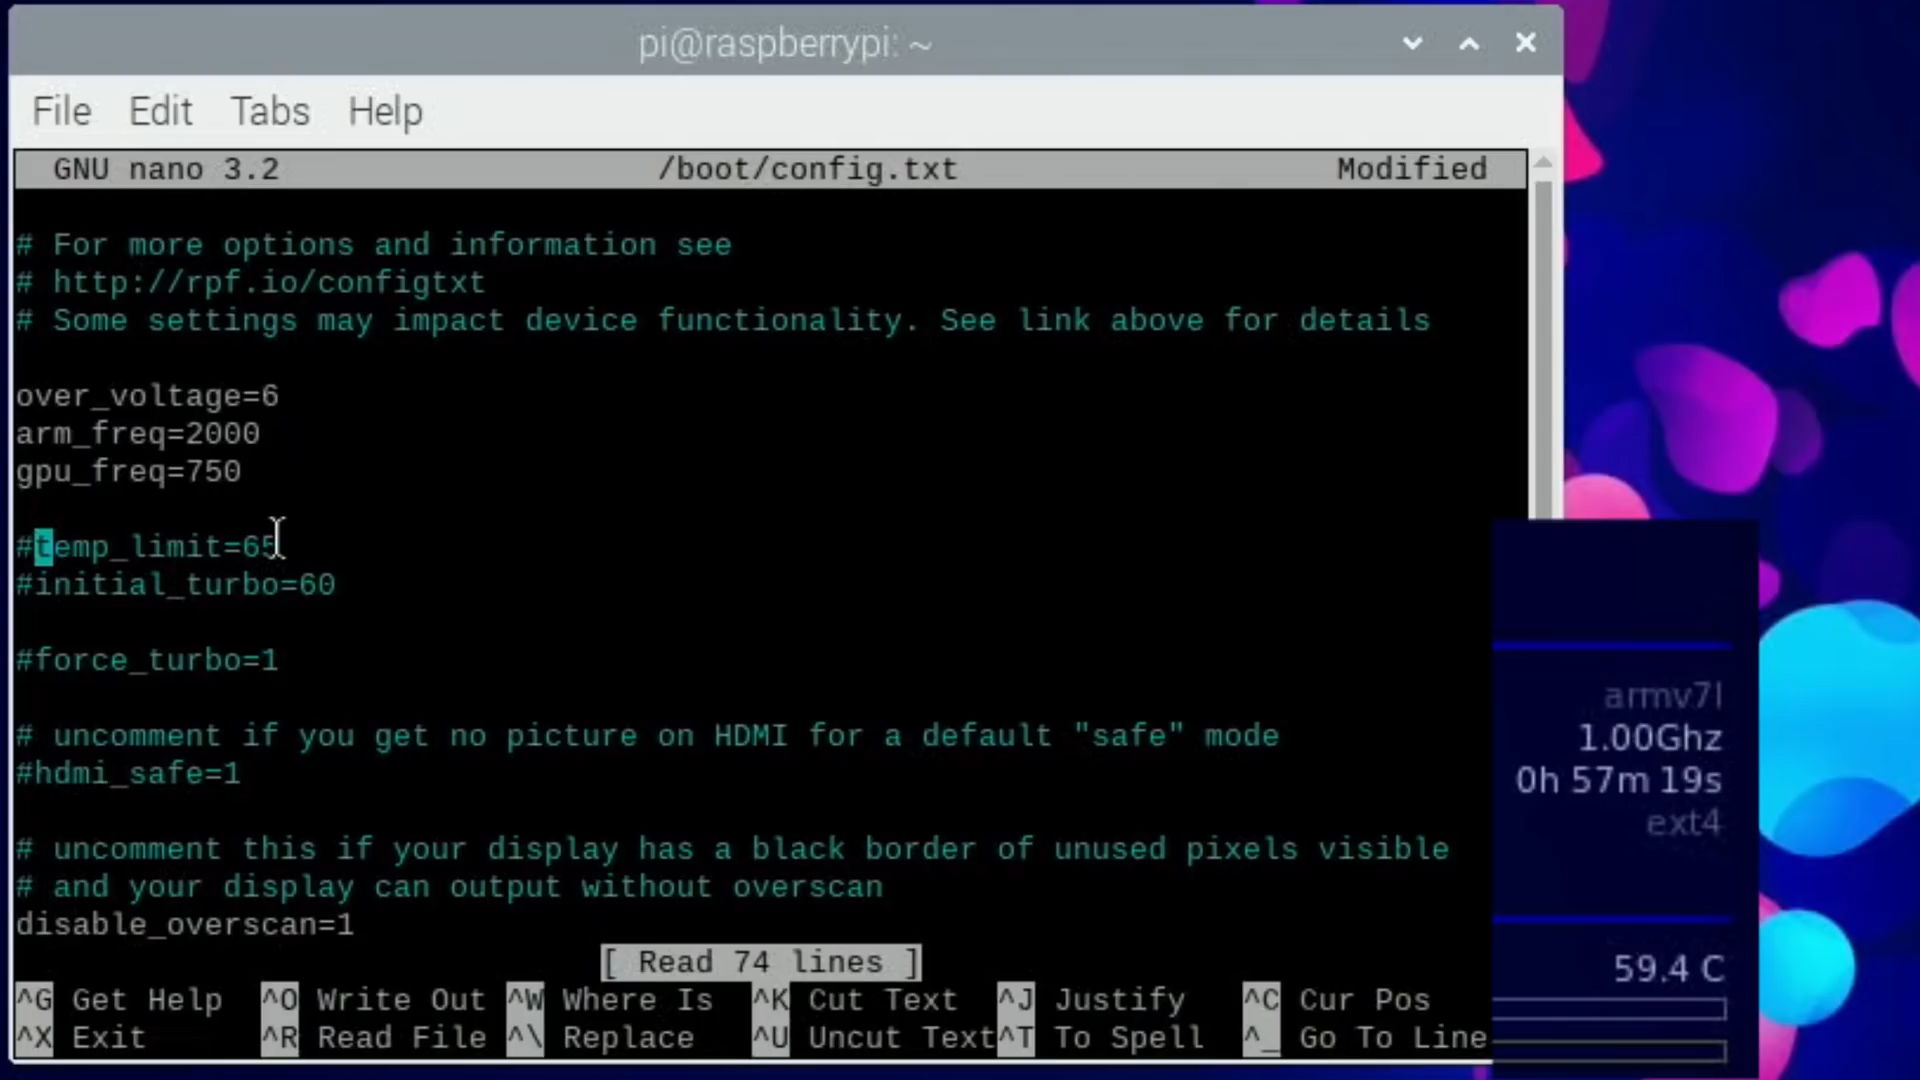 pi@raspberrypi: ~
File Edit Tabs Help
GNU nano 3.2 /boot/config.txt Modified
# For more options and information see
# http://rpf.io/configtxt
# Some settings may impact device functionality. See link above for details
over_voltage=6
arm_freq=2000
gpu_freq=750
#temp_limit=65
#initial_turbo=60
#force_turbo=1
# uncomment if you get no picture on HDMI for a default "safe" mode
#hdmi_safe=1
# uncomment this if your display has a black border of unused pixels visible
# and your display can output without overscan
disable_overscan=1
[ Read 74 lines ]
^G Get Help ^O Write Out ^W Where Is ^K Cut Text ^J Justify ^C Cur Pos
^X Exit ^R Read File ^\ Replace ^U Uncut Text ^T To Spell ^_ Go To Line
armv7l
1.00Ghz
0h 57m 19s
ext4
59.4 C